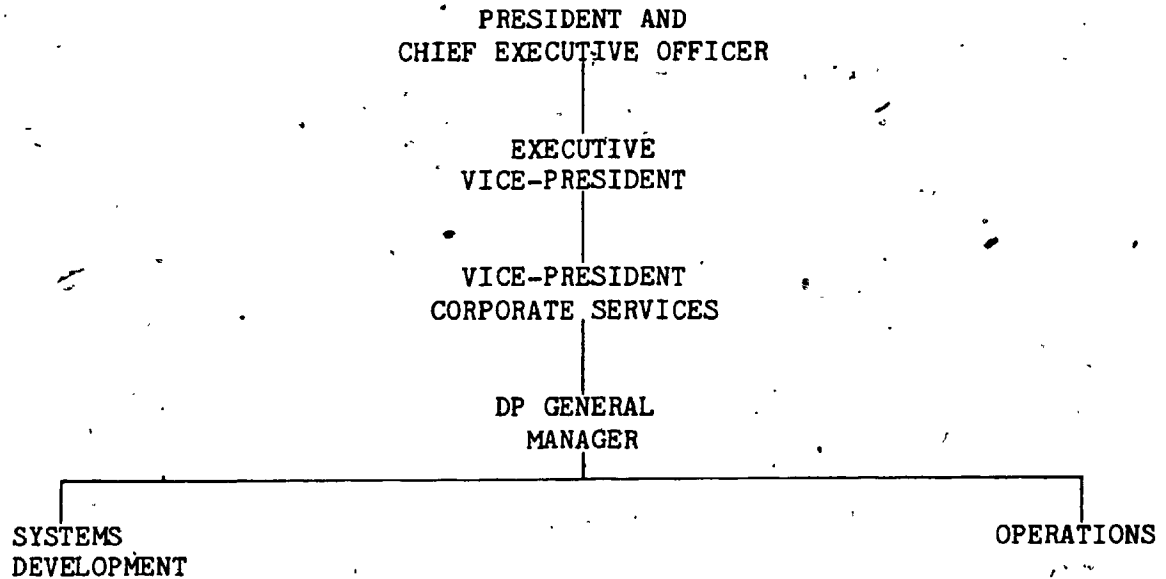 PRESIDENT AND
CHIEF EXECUTIVE OFFICER
EXECUTIVE
VICE-PRESIDENT
VICE-PRESIDENT
CORPORATE SERVICES
DP GENERAL
MANAGER
SYSTEMS
DEVELOPMENT
OPERATIONS